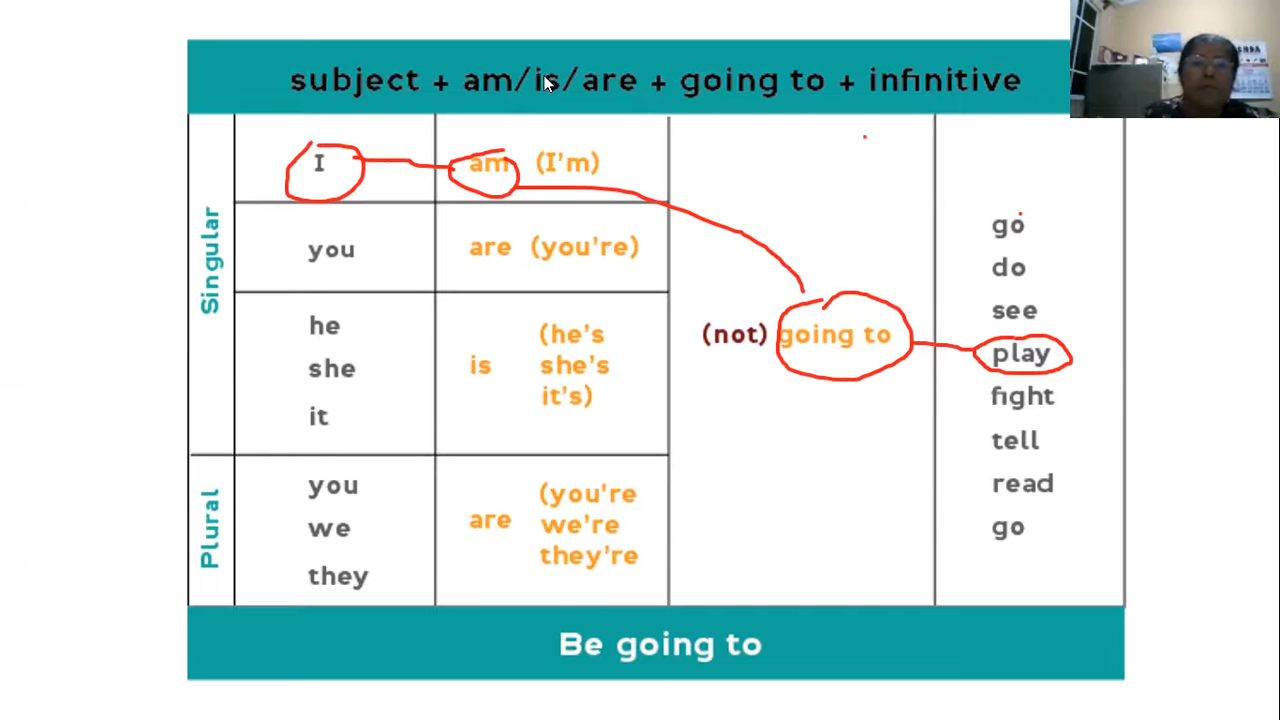 subject + am/is/are + going to + infinitive
Singular
I am (I'm)
you are (you're)
he
she
it
is
(he's
she's
it's)
(not) going to
go
do
see
play
fight
tell
read
go
Plural
you
we
they
are
(you're
we're
they're
Be going to